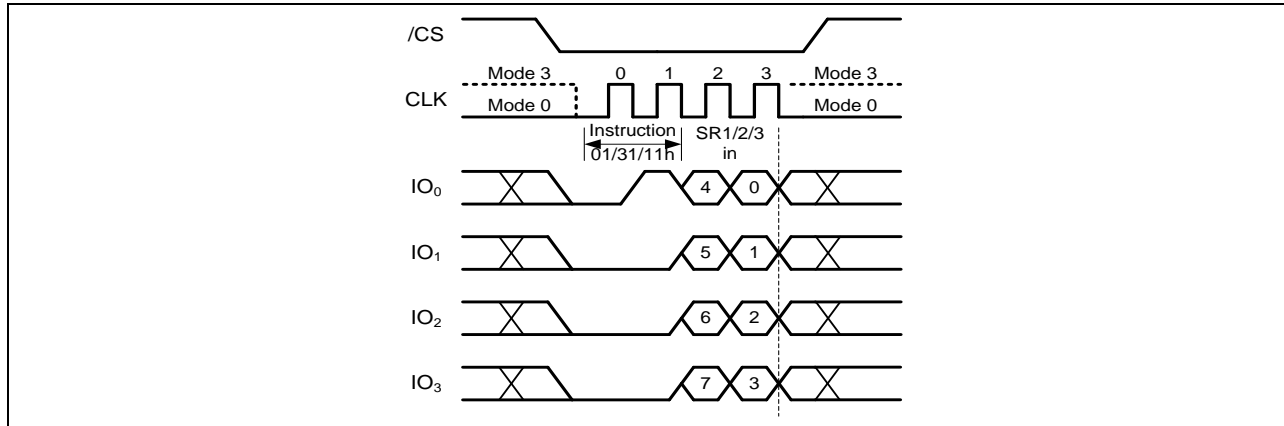 /CS
Mode 3 0 1 2 3 Mode 3
CLK
Mode 0 Mode 0
Instruction SR1/2/3
01/31/11h in
IO₀ 4 0
IO₁ 5 1
IO₂ 6 2
IO₃ 7 3